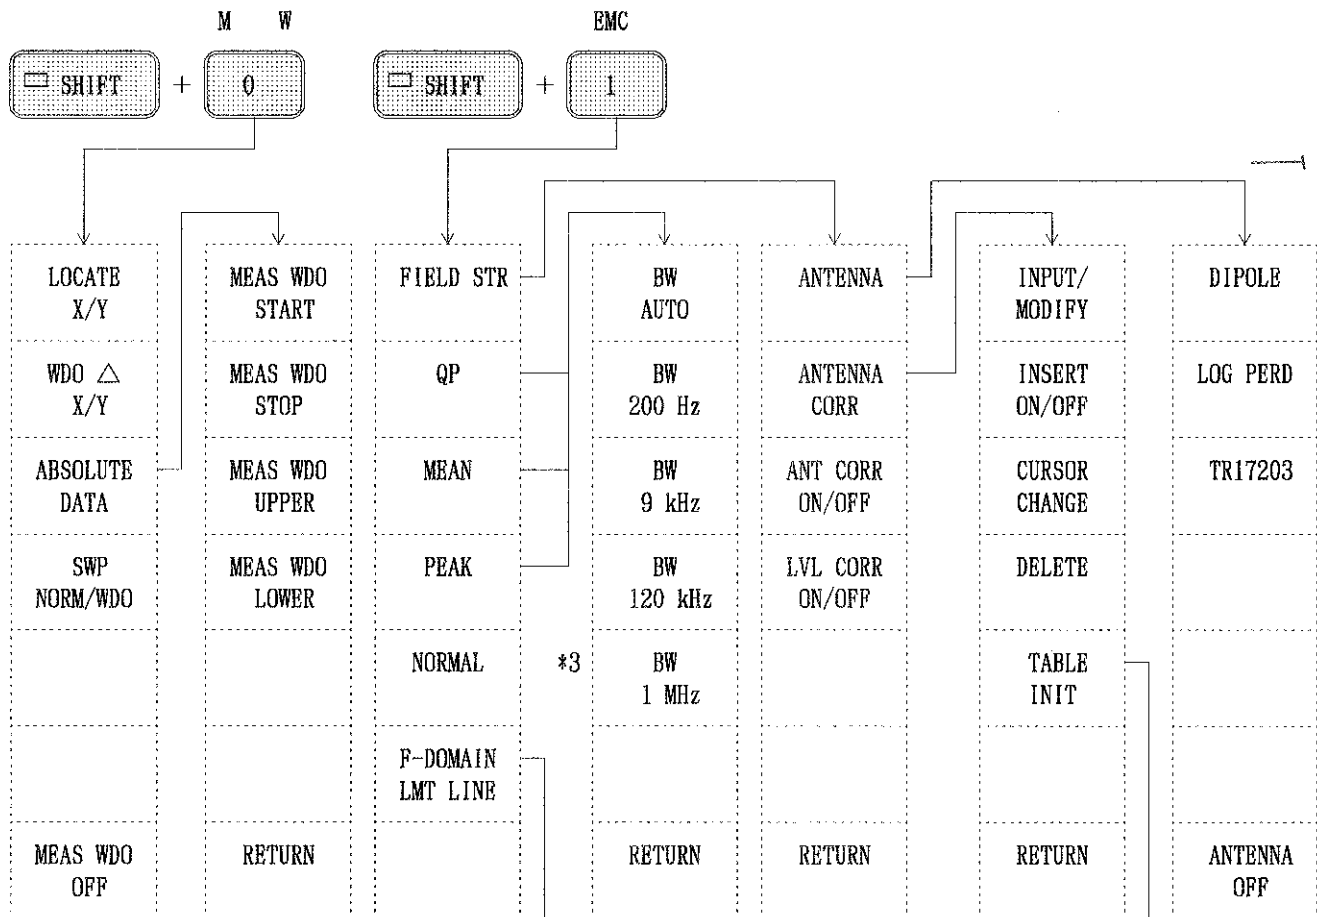 M W
EMC
SHIFT + 0
SHIFT + 1
LOCATE
X/Y
WDO △
X/Y
ABSOLUTE
DATA
SWP
NORM/WDO
MEAS WDO
OFF
MEAS WDO
START
MEAS WDO
STOP
MEAS WDO
UPPER
MEAS WDO
LOWER
RETURN
FIELD STR
QP
MEAN
PEAK
NORMAL
F-DOMAIN
LMT LINE
*3
BW
AUTO
BW
200 Hz
BW
9 kHz
BW
120 kHz
BW
1 MHz
RETURN
ANTENNA
ANTENNA
CORR
ANT CORR
ON/OFF
LVL CORR
ON/OFF
RETURN
INPUT/
MODIFY
INSERT
ON/OFF
CURSOR
CHANGE
DELETE
TABLE
INIT
RETURN
DIPOLE
LOG PERD
TR17203
ANTENNA
OFF